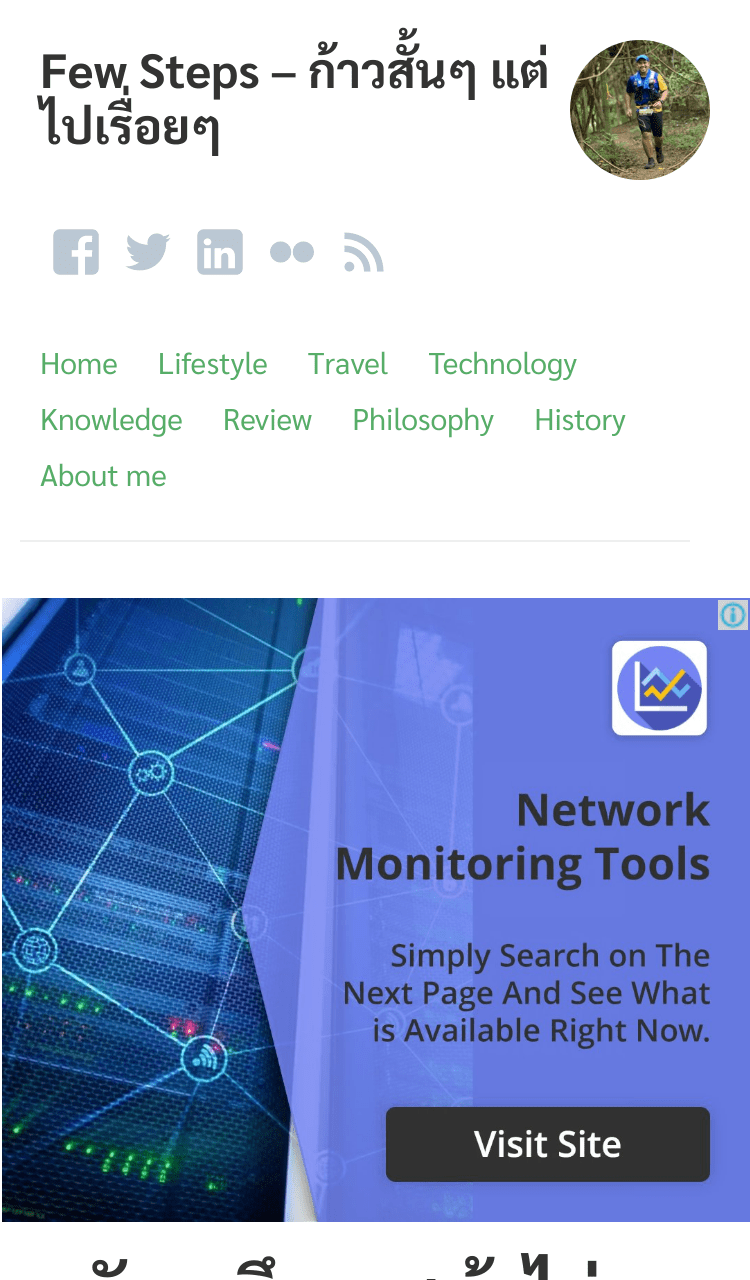 Few Steps – ก้าวสั้นๆ แต่
ไปเรื่อยๆ
Home Lifestyle Travel Technology
Knowledge Review Philosophy History
About me
Network
Monitoring Tools
Simply Search on The
Next Page And See What
is Available Right Now.
Visit Site